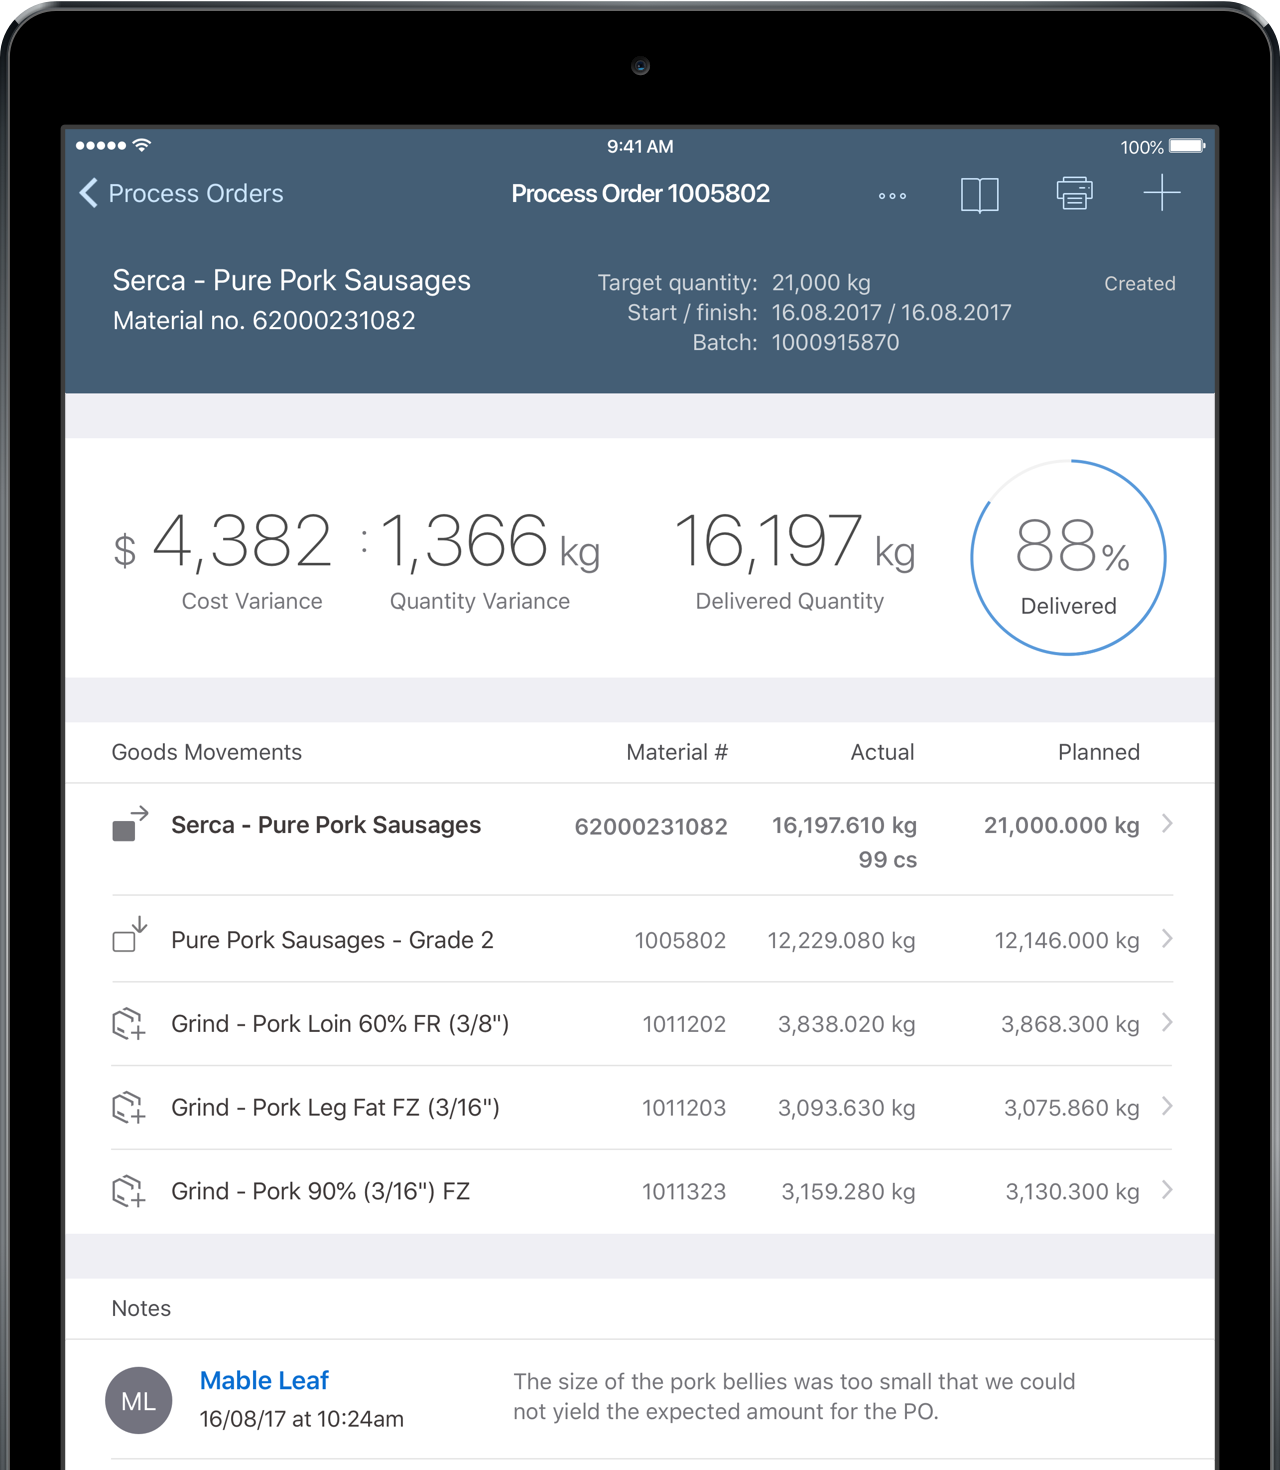 9:41 AM
100%
Process Orders
Process Order 1005802
Serca - Pure Pork Sausages
Material no. 62000231082
Target quantity: 21,000 kg
Start / finish: 16.08.2017 / 16.08.2017
Batch: 1000915870
Created
$ 4,382 : 1,366 kg
Cost Variance
Quantity Variance
16,197 kg
Delivered Quantity
88%
Delivered
Goods Movements Material # Actual Planned
Serca - Pure Pork Sausages 62000231082 16,197.610 kg 21,000.000 kg
99 cs
Pure Pork Sausages - Grade 2 1005802 12,229.080 kg 12,146.000 kg
Grind - Pork Loin 60% FR (3/8") 1011202 3,838.020 kg 3,868.300 kg
Grind - Pork Leg Fat FZ (3/16") 1011203 3,093.630 kg 3,075.860 kg
Grind - Pork 90% (3/16") FZ 1011323 3,159.280 kg 3,130.300 kg
Notes
ML
Mable Leaf
16/08/17 at 10:24am
The size of the pork bellies was too small that we could
not yield the expected amount for the PO.